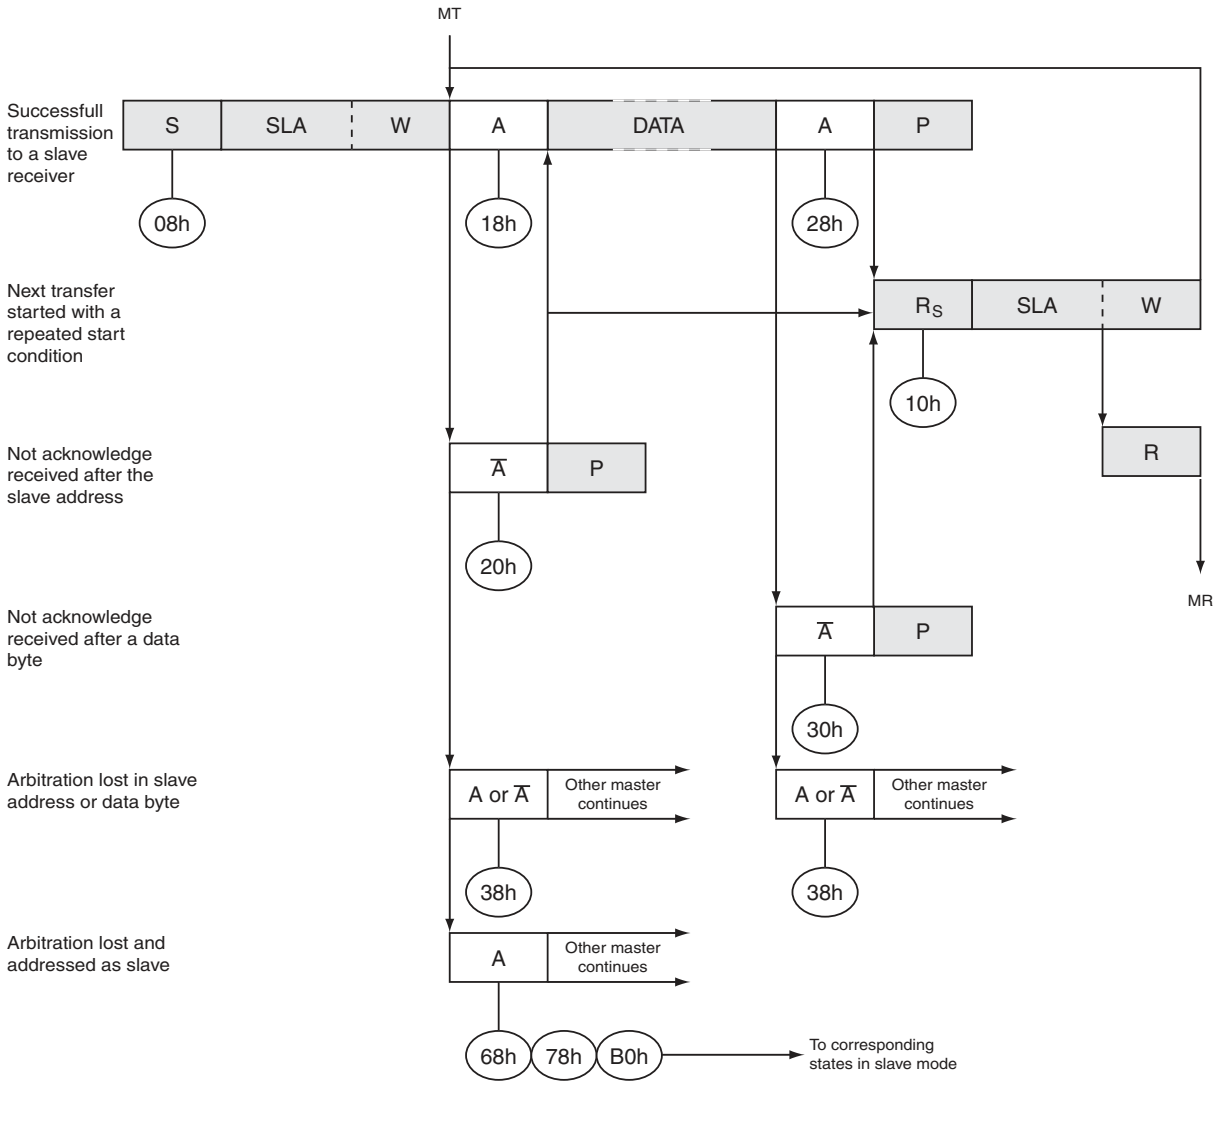 MT
Successfull
transmission
to a slave
receiver
S SLA W A DATA A P
08h 18h 28h
Next transfer
started with a
repeated start
condition
RS SLA W
10h
Not acknowledge
received after the
slave address
A̅ P
R
20h
MR
Not acknowledge
received after a data
byte
A̅ P
30h
Arbitration lost in slave
address or data byte
A or A̅
Other master
continues
A or A̅
Other master
continues
38h 38h
Arbitration lost and
addressed as slave
A
Other master
continues
68h 78h B0h
To corresponding
states in slave mode